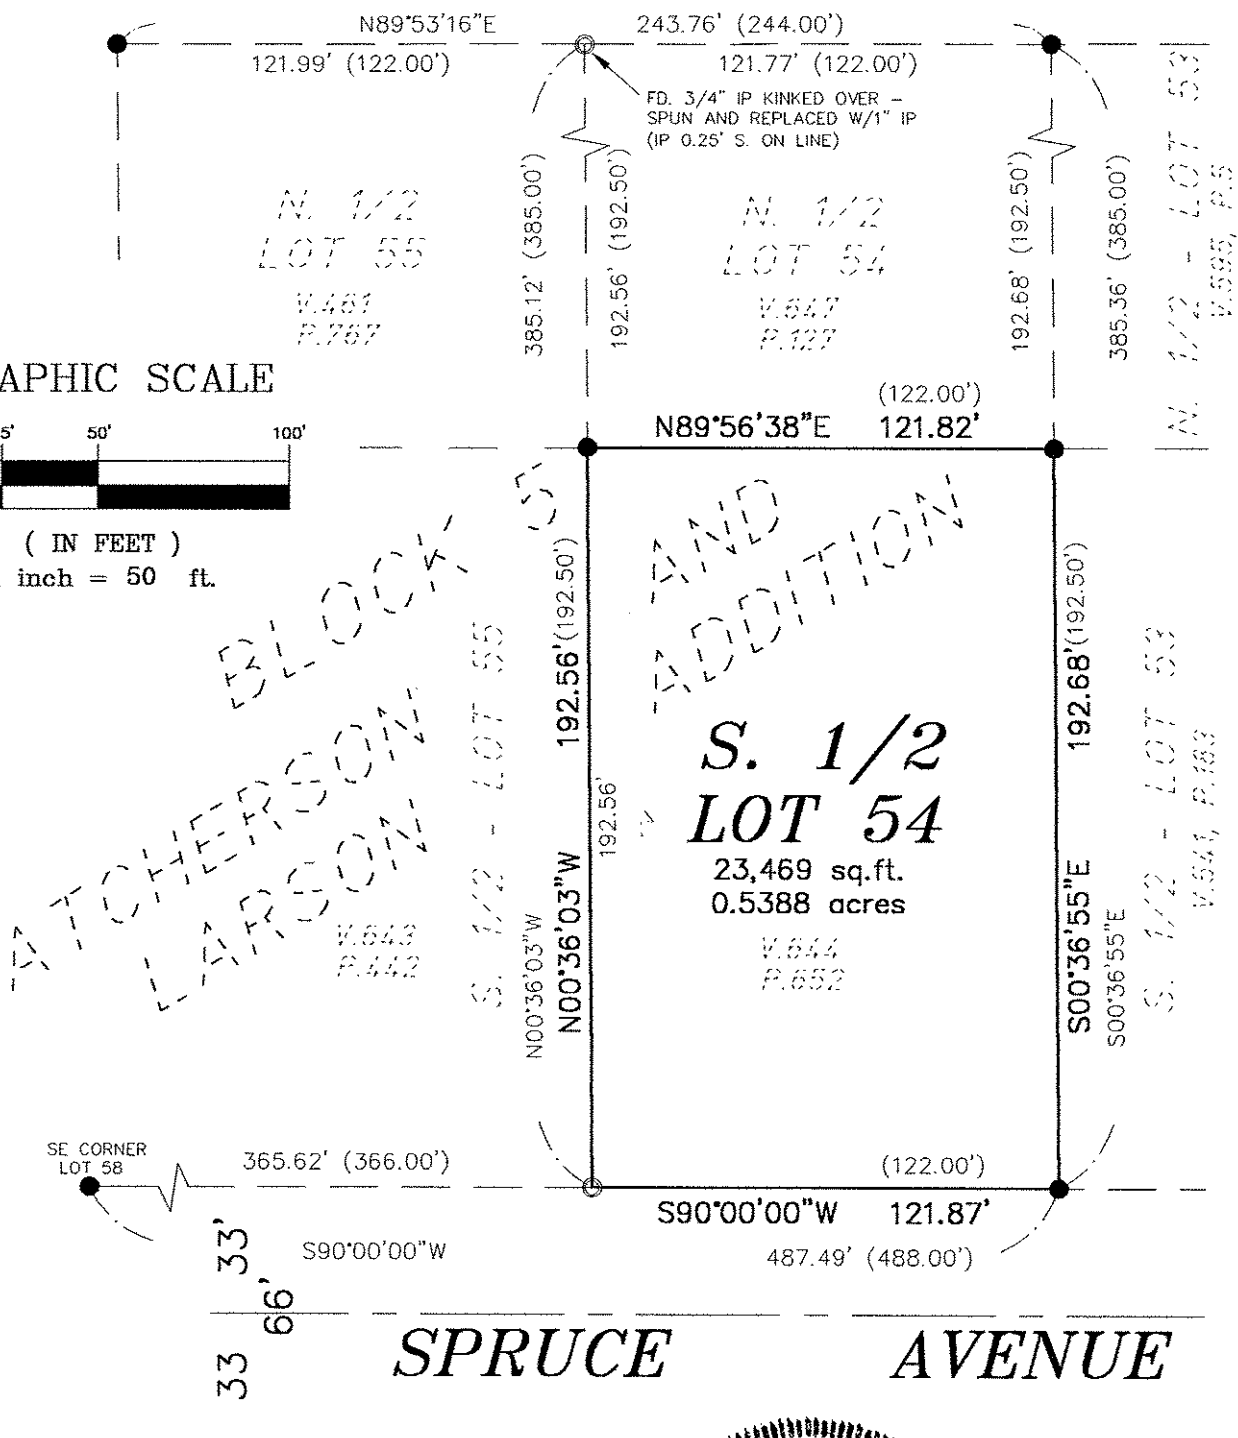 N89°53'16"E 243.76' (244.00')
121.99' (122.00') 121.77' (122.00')
FD. 3/4" IP KINKED OVER –
SPUN AND REPLACED W/1" IP
(IP 0.25' S. ON LINE)
385.12' (385.00')
192.56' (192.50')
192.68' (192.50')
385.36' (385.00')
N. 1/2 - LOT 53
V.595, P.5
N. 1/2
LOT 55
V.461
P.767
N. 1/2
LOT 54
V.647
P.127
APHIC SCALE
5' 50' 100'
( IN FEET )
inch = 50 ft.
(122.00')
N89°56'38"E 121.82'
BLOCK 5
ATCHERSON AND
LARSON ADDITION
S. 1/2 - LOT 55
V.643
P.442
192.56'(192.50')
192.56'
N00°36'03"W
N00°36'03"W
S. 1/2
LOT 54
23,469 sq.ft.
0.5388 acres
V.644
P.652
192.68'(192.50')
S00°36'55"E
S00°36'55"E
S. 1/2 - LOT 53
V.541, P.183
SE CORNER
LOT 58
365.62' (366.00')
(122.00')
S90°00'00"W 121.87'
S90°00'00"W
487.49' (488.00')
33'
66'
33
SPRUCE AVENUE